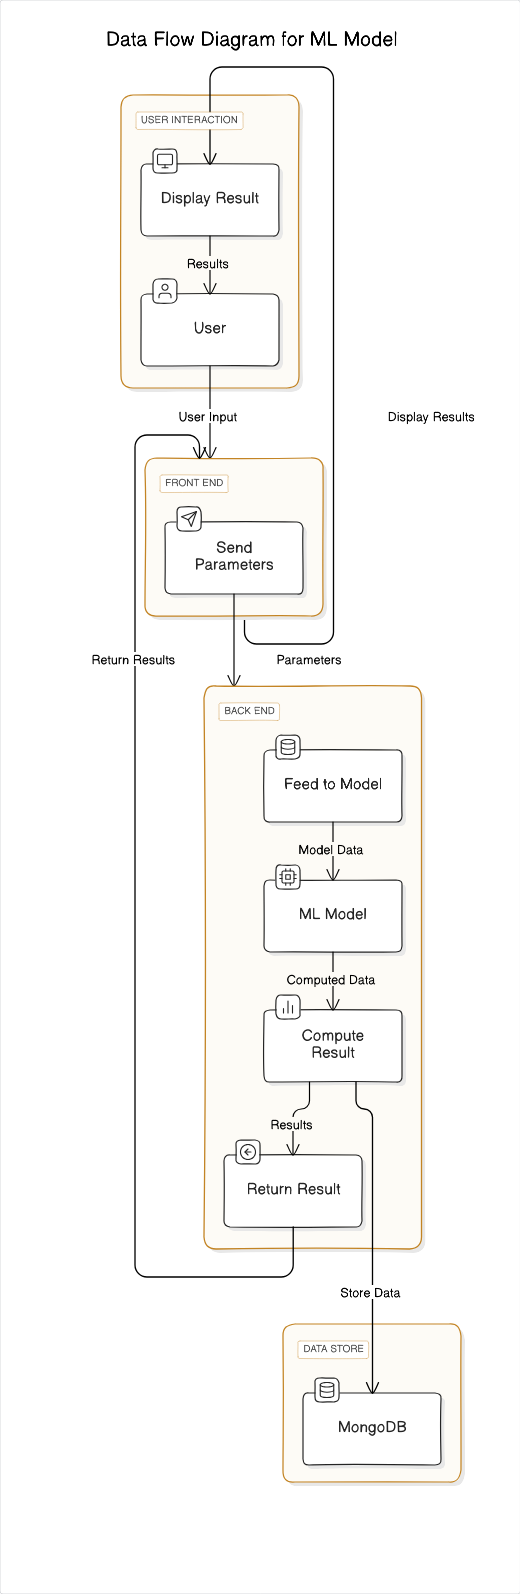 Data Flow Diagram for ML Model
USER INTERACTION
Display Result
Results
User
User Input
Display Results
FRONT END
Send
Parameters
Return Results
Parameters
BACK END
Feed to Model
Model Data
ML Model
Computed Data
Compute
Result
Results
Return Result
Store Data
DATA STORE
MongoDB